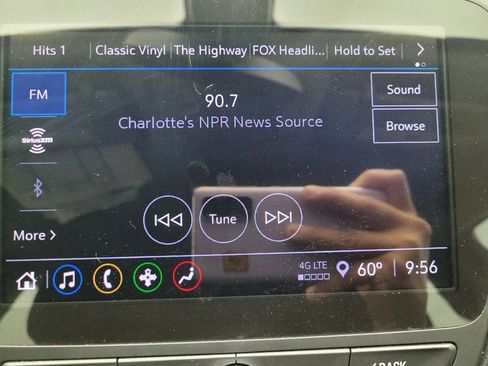 Hits 1 Classic Vinyl The Highway FOX Headli... Hold to Set
FM
90.7
Sound
Charlotte's NPR News Source
Browse
SiriusXM
Tune
More
4G LTE
60° 9:56
BACK